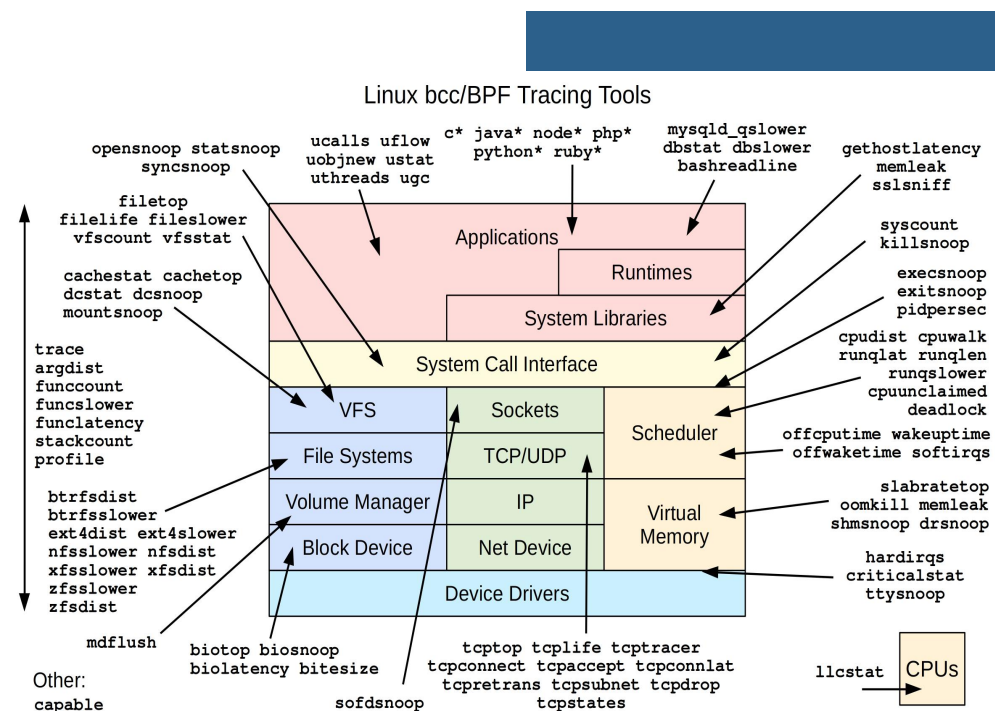 Linux bcc/BPF Tracing Tools
opensnoop statsnoop
syncsnoop
ucalls uflow
uobjnew ustat
uthreads ugc
c* java* node* php*
python* ruby*
mysqld_qslower
dbstat dbslower
bashreadline
gethostlatency
memleak
sslsniff
filetop
filelife fileslower
vfscount vfsstat
syscount
killsnoop
cachestat cachetop
dcstat dcsnoop
mountsnoop
execsnoop
exitsnoop
pidpersec
trace
argdist
funccount
funcslower
funclatency
stackcount
profile
cpudist cpuwalk
runqlat runqlen
runqslower
cpuunclaimed
deadlock
offcputime wakeuptime
offwaketime softirqs
btrfsdist
btrfsslower
ext4dist ext4slower
nfsslower nfsdist
xfsslower xfsdist
zfsslower
zfsdist
slabratetop
oomkill memleak
shmsnoop drsnoop
hardirqs
criticalstat
ttysnoop
Applications
Runtimes
System Libraries
System Call Interface
VFS
Sockets
Scheduler
File Systems
TCP/UDP
Volume Manager
IP
Virtual
Memory
Block Device
Net Device
Device Drivers
mdflush
biotop biosnoop
biolatency bitesize
sofdsnoop
tcptop tcplife tcptracer
tcpconnect tcpaccept tcpconnlat
tcpretrans tcpsubnet tcpdrop
tcpstates
llcstat
CPUs
Other:
capable